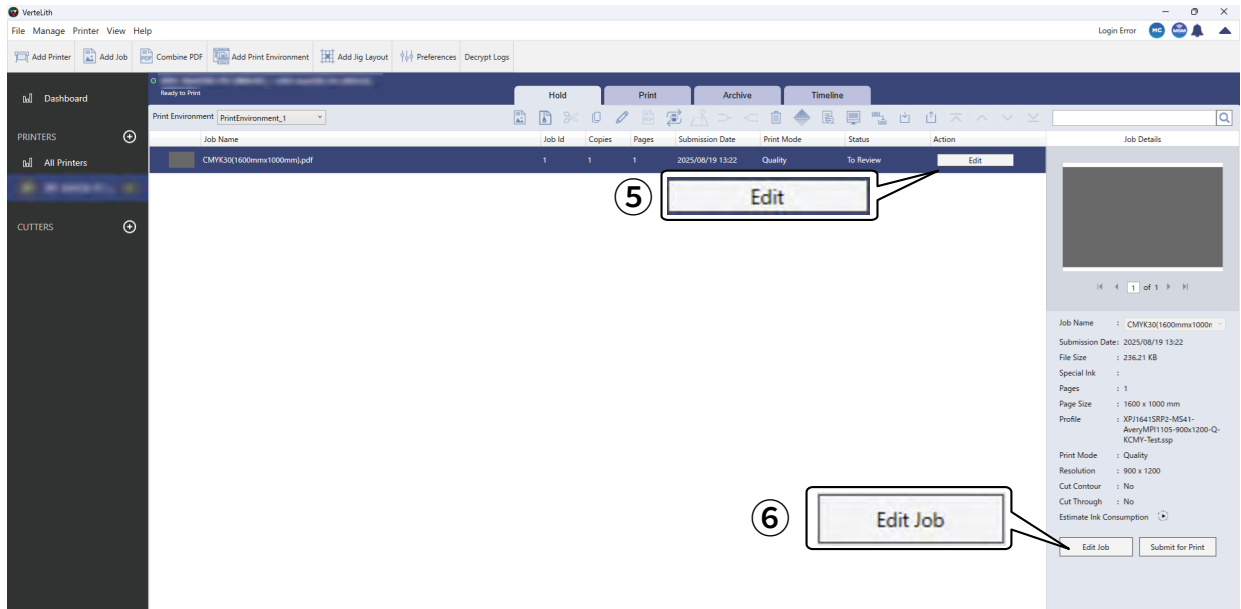 VerteLith
File Manage Printer View Help
Login Error MC MSM
Add Printer Add Job Combine PDF Add Print Environment Add Jig Layout Preferences Decrypt Logs
Dashboard
PRINTERS
All Printers
CUTTERS
Ready to Print
Hold Print Archive Timeline
Print Environment PrintEnvironment_1
Job Name Job Id Copies Pages Submission Date Print Mode Status Action
CMYK30(1600mmx1000mm).pdf 1 1 1 2025/08/19 13:22 Quality To Review Edit
⑤ Edit
⑥ Edit Job
Job Details
1 of 1
Job Name : CMYK30(1600mmx1000n
Submission Date: 2025/08/19 13:22
File Size : 236.21 KB
Special Ink :
Pages : 1
Page Size : 1600 x 1000 mm
Profile : XPJ1641SRP2-MS41-
AveryMPI1105-900x1200-Q-
KCMY-Test.ssp
Print Mode : Quality
Resolution : 900 x 1200
Cut Contour : No
Cut Through : No
Estimate Ink Consumption
Edit Job Submit for Print